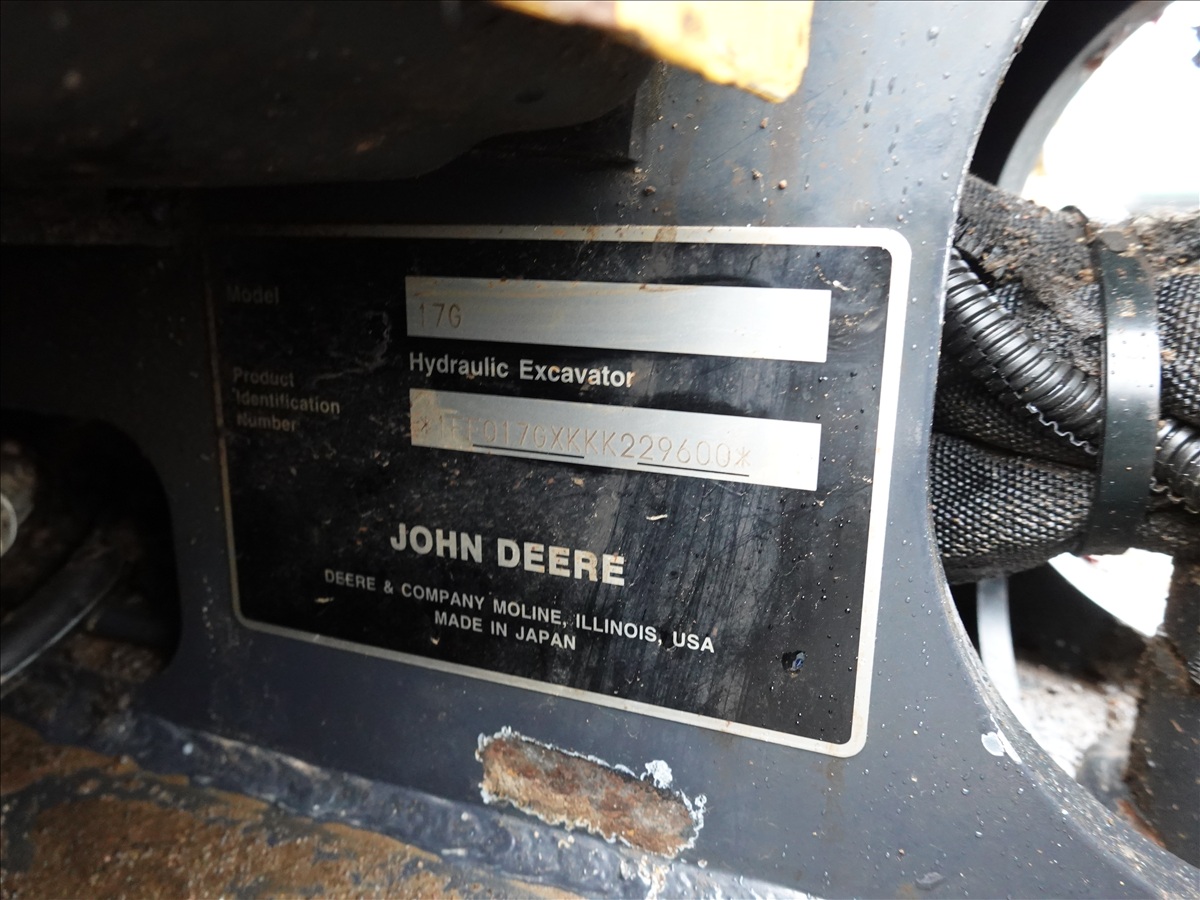 Model
17G
Hydraulic Excavator
Product
Identification
Number
*1FF017GXKKK229600*
JOHN DEERE
DEERE & COMPANY MOLINE, ILLINOIS, USA
MADE IN JAPAN